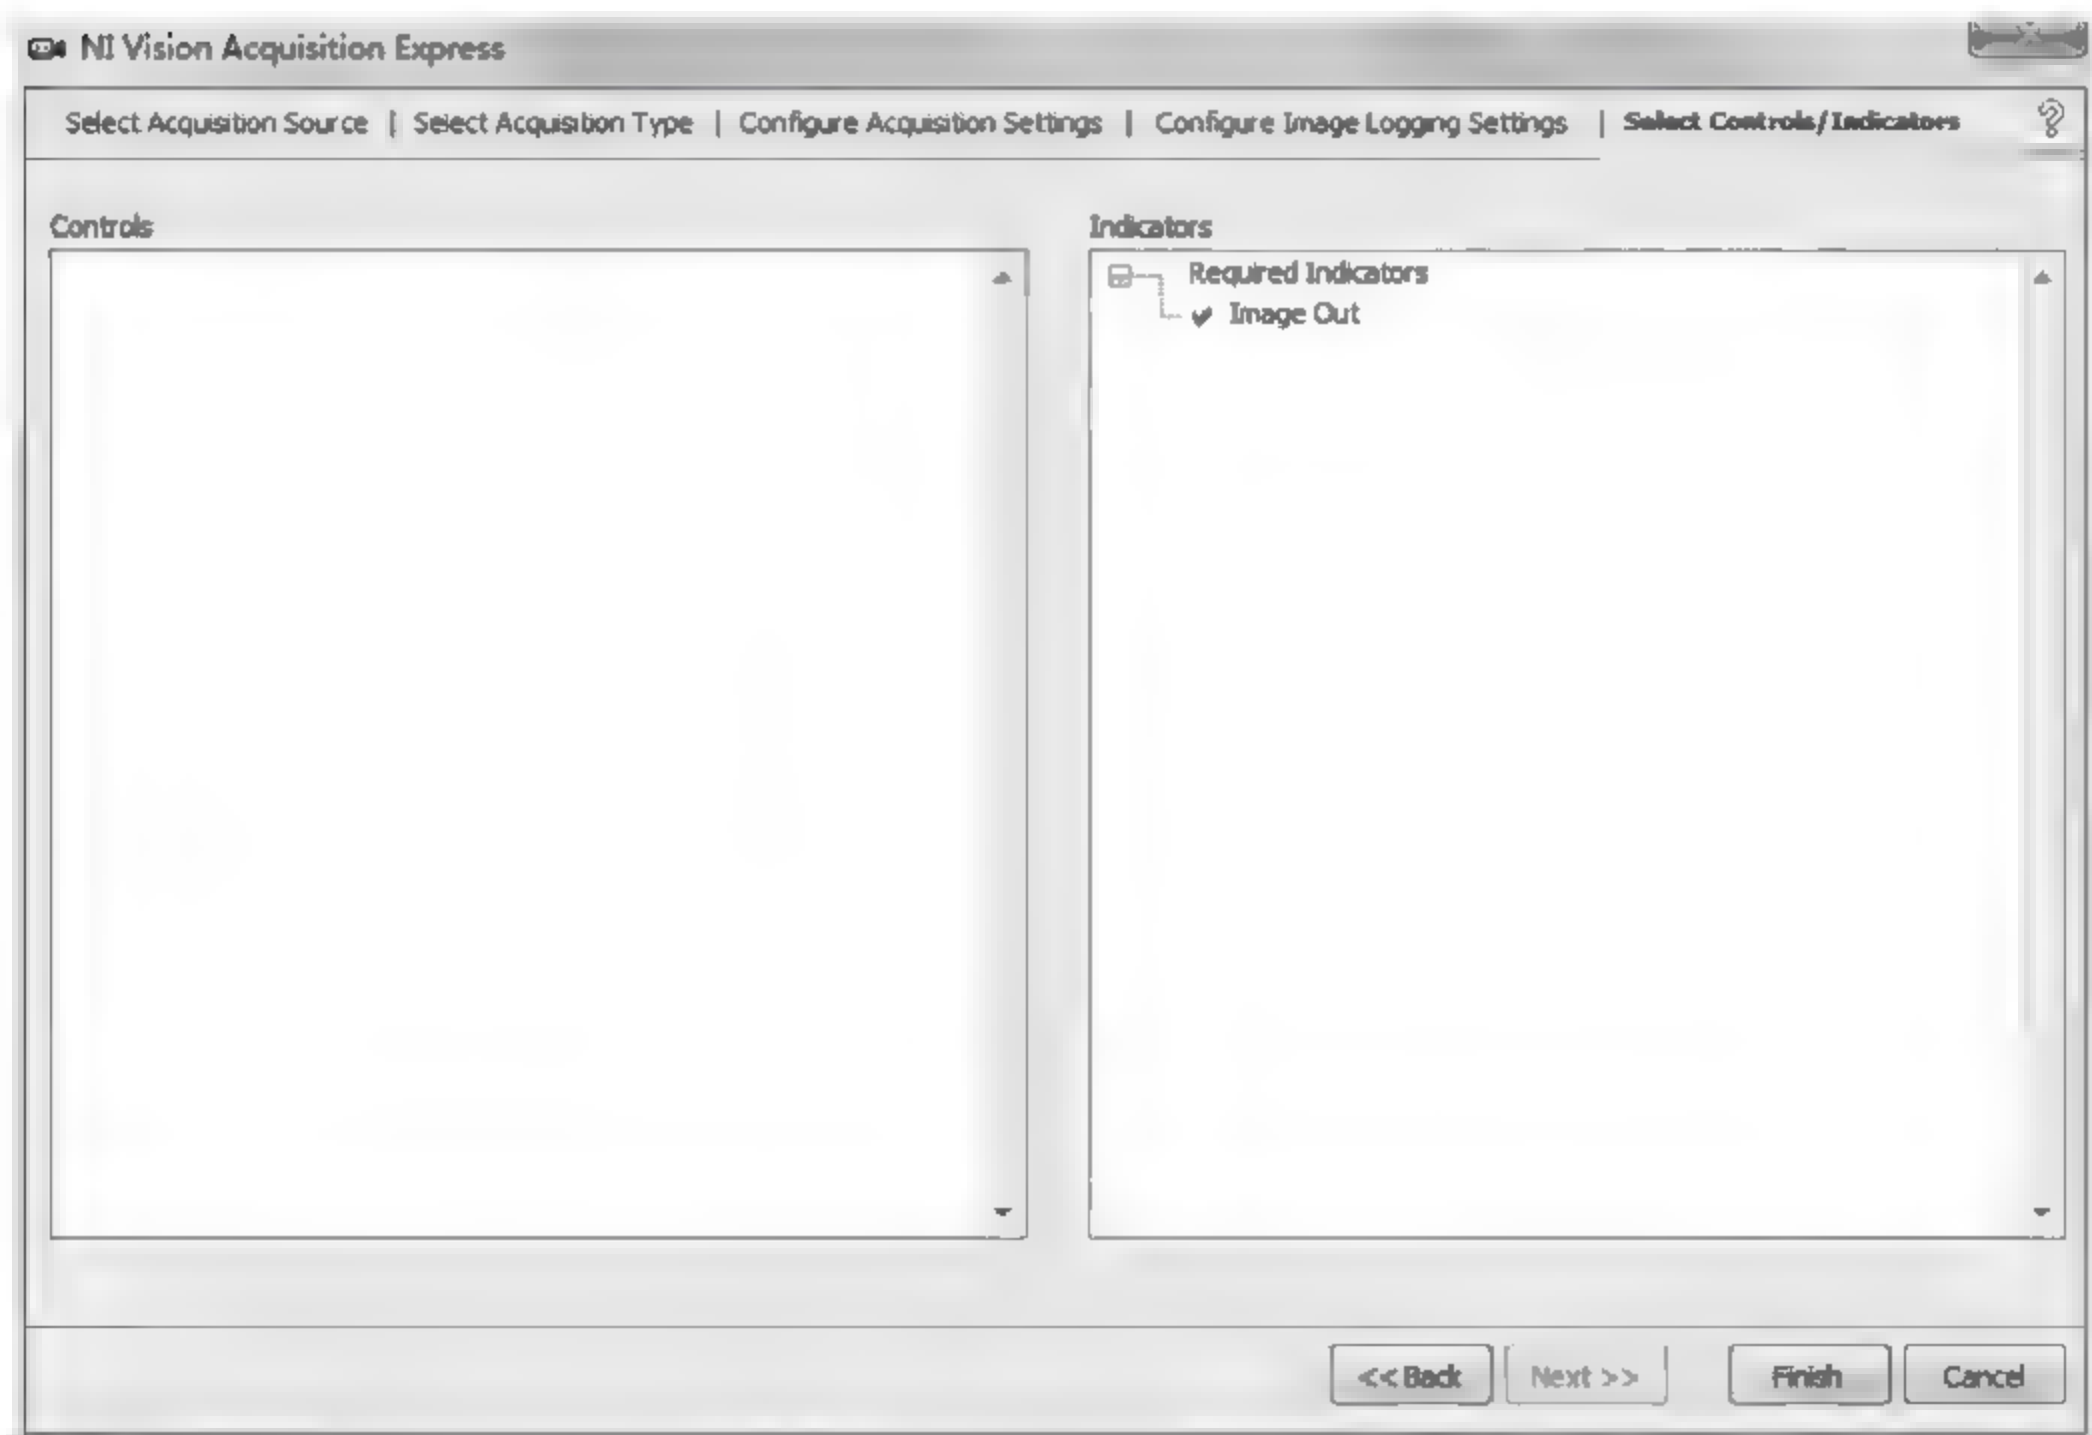 NI Vision Acquisition Express
Select Acquisition Source | Select Acquisition Type | Configure Acquisition Settings | Configure Image Logging Settings | Select Controls/Indicators
Controls
Indicators
Required Indicators
Image Out
<< Back
Next >>
Finish
Cancel